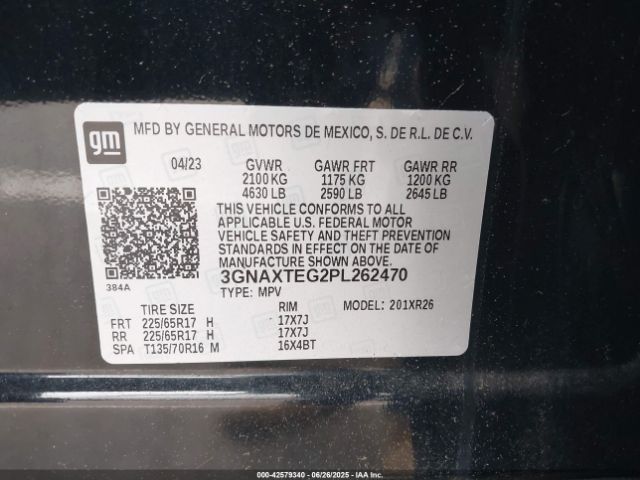 gm
MFD BY GENERAL MOTORS DE MEXICO, S. DE R.L. DE C.V.
04/23 GVWR GAWR FRT GAWR RR
2100 KG 1175 KG 1200 KG
4630 LB 2590 LB 2645 LB
THIS VEHICLE CONFORMS TO ALL
APPLICABLE U.S. FEDERAL MOTOR
VEHICLE SAFETY AND THEFT PREVENTION
STANDARDS IN EFFECT ON THE DATE OF
MANUFACTURE SHOWN ABOVE.
384A
3GNAXTEG2PL262470
TYPE: MPV
TIRE SIZE RIM MODEL: 201XR26
FRT 225/65R17 H 17X7J
RR 225/65R17 H 17X7J
SPA T135/70R16 M 16X4BT
000-42579340 - 06/26/2025 - IAAI.COM